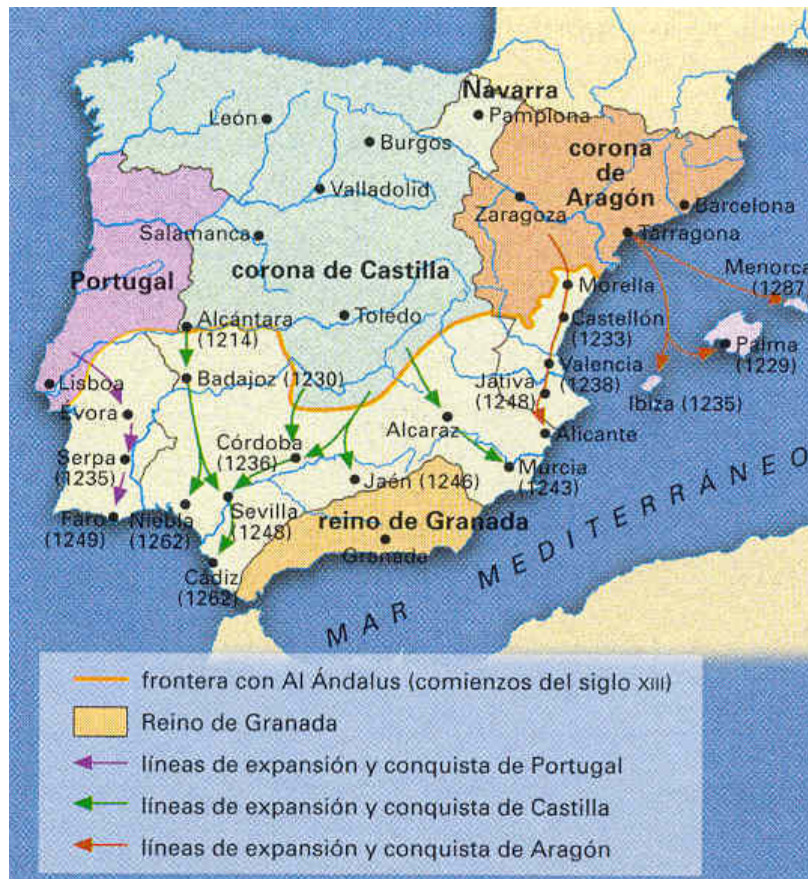 Navarra
Pamplona
León
Burgos
corona
de
Aragón
Valladolid
Zaragoza
Barcelona
Salamanca
Tarragona
Portugal
corona de Castilla
Menorca
(1287
Morella
Alcántara
(1214)
Toledo
Castellón
(1233)
Palma
(1229)
Lisboa
Badajoz (1230)
Valencia
(1238)
Játiva
(1248)
Ibiza (1235)
Evora
Alcaraz
Alicante
Serpa
(1235)
Córdoba
(1236)
Jaén (1246)
Murcia
(1243)
Faro
(1249)
Niebla
(1262)
Sevilla
(1248)
reino de Granada
Granada
Cádiz
(1262)
MAR MEDITERRÁNEO
frontera con Al Ándalus (comienzos del siglo XIII)
Reino de Granada
líneas de expansión y conquista de Portugal
líneas de expansión y conquista de Castilla
líneas de expansión y conquista de Aragón